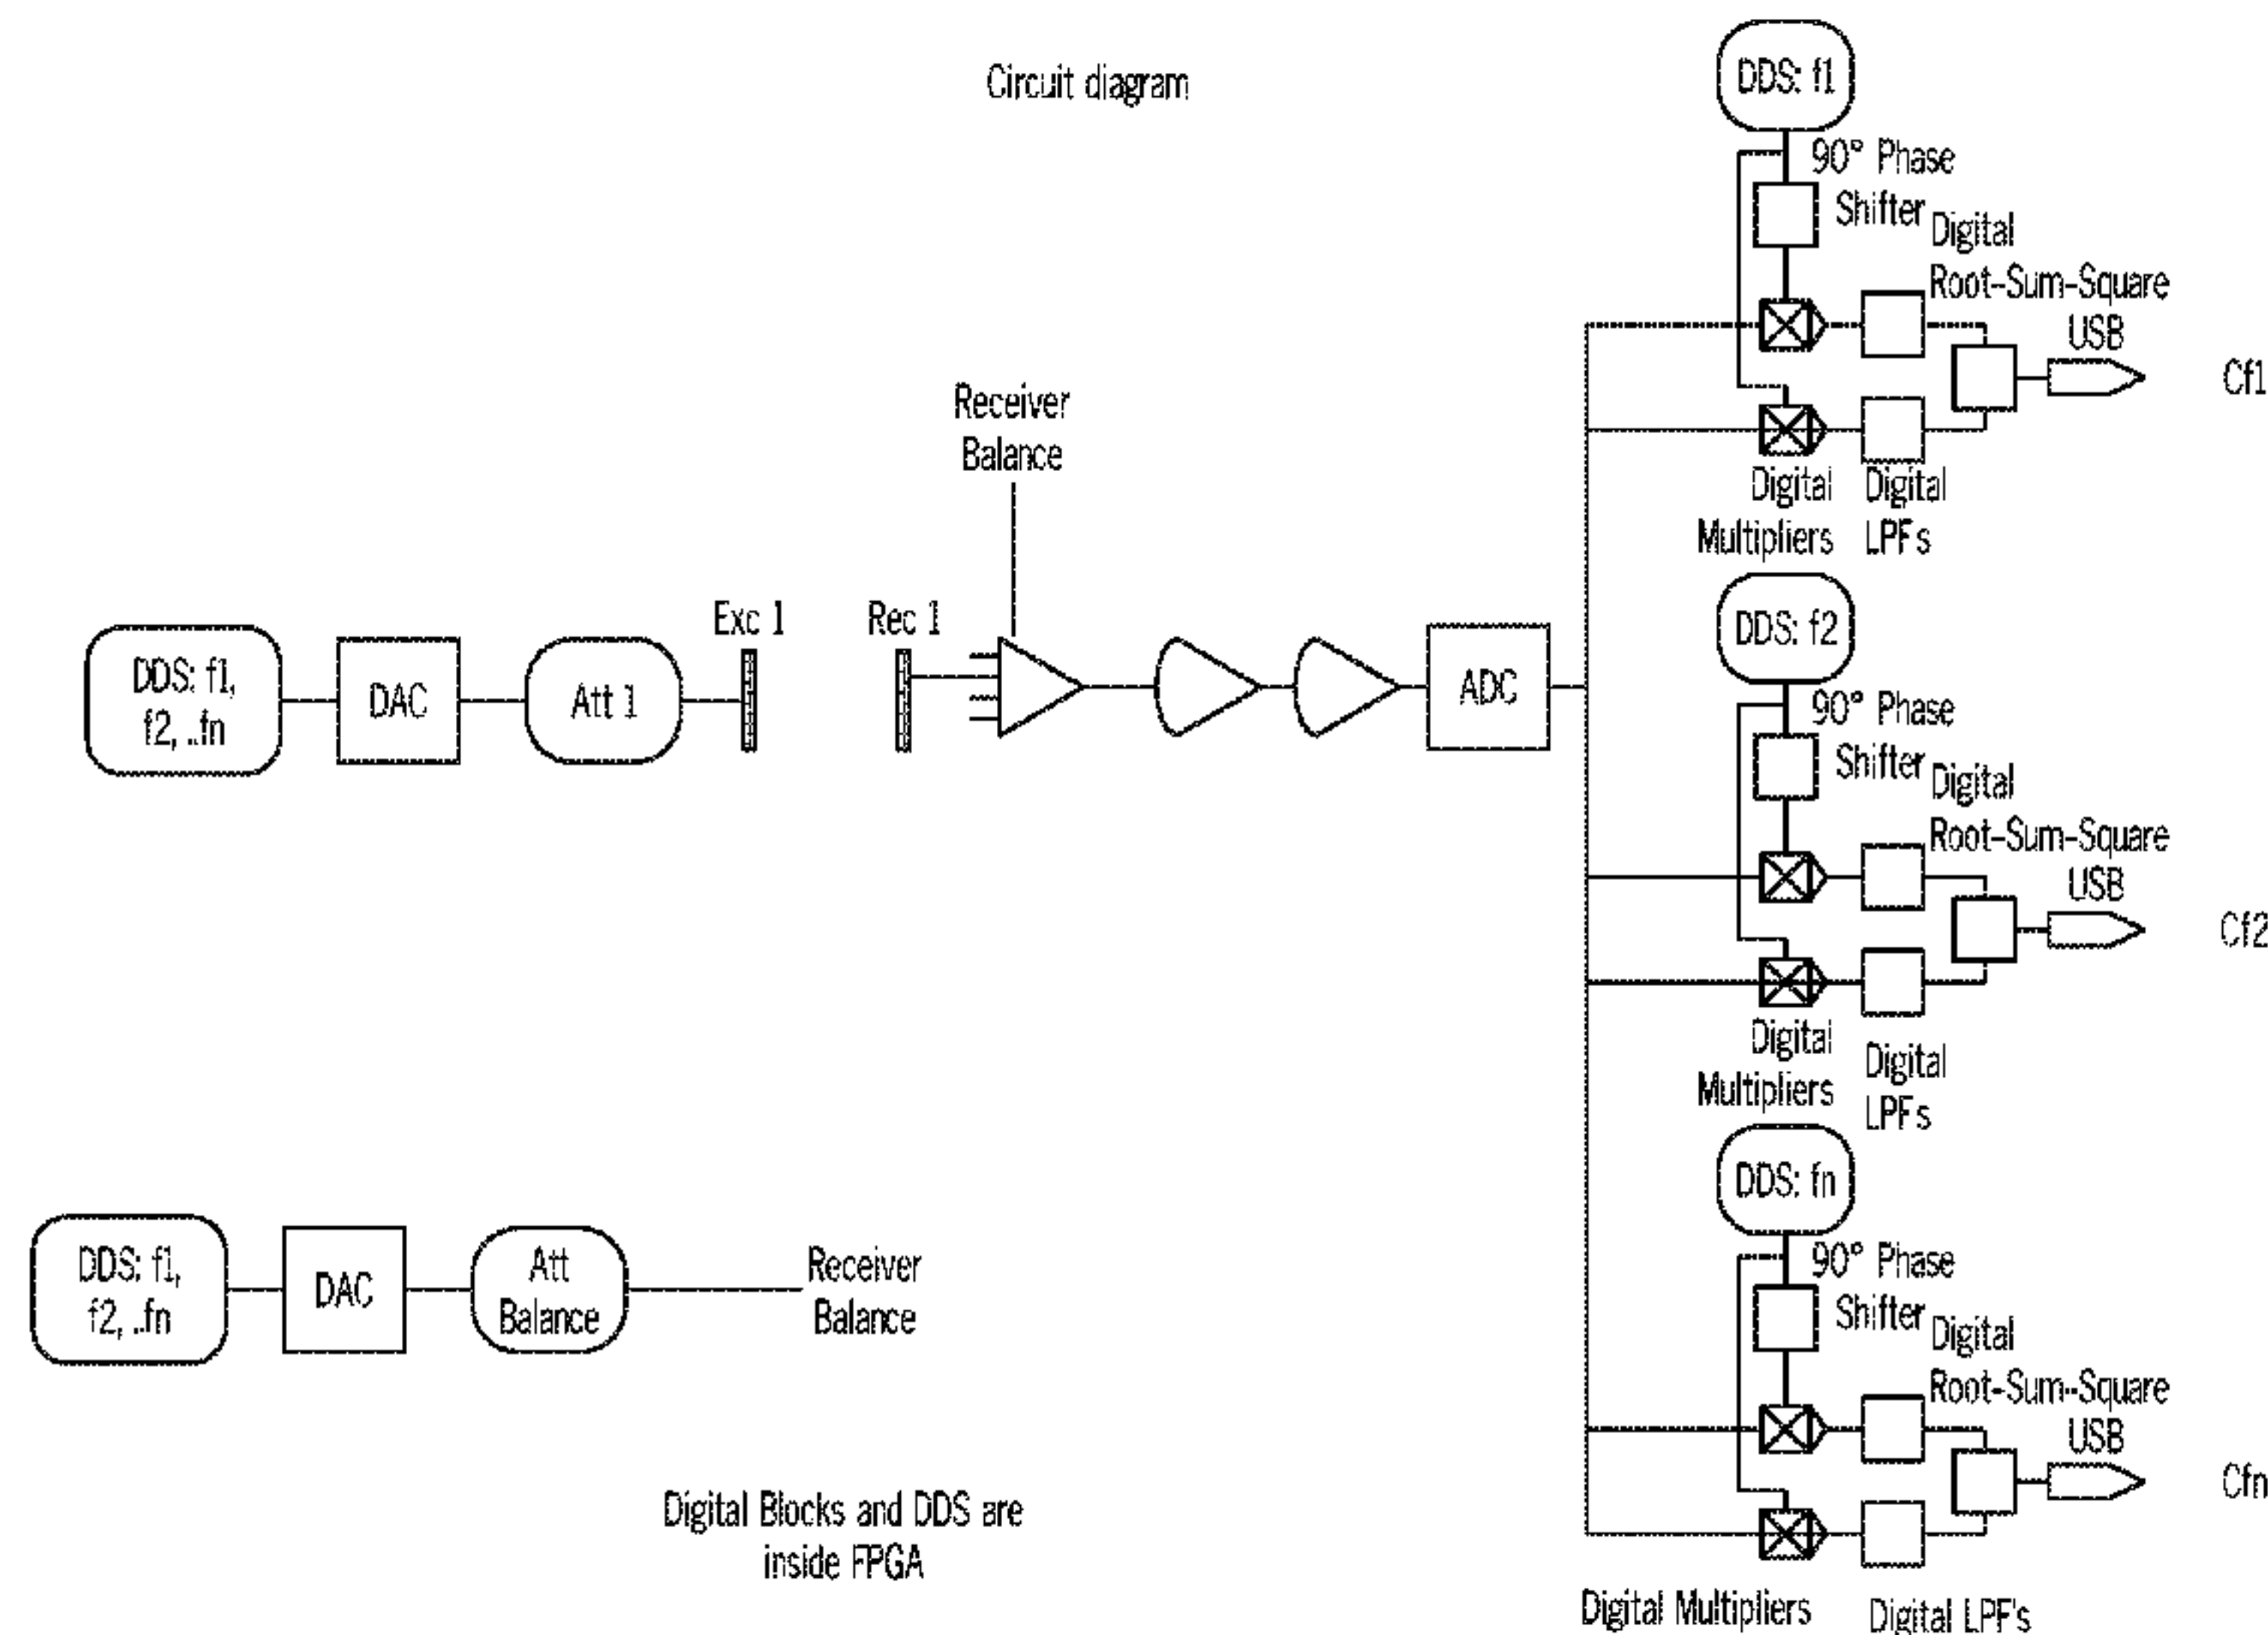 Circuit diagram
DDS: f1
90° Phase
Shifter
Digital
Root-Sum-Square
USB
Cf1
Digital
Multipliers
Digital
LPFs
Receiver
Balance
Exc 1
Rec 1
DDS: f1,
f2, ..fn
DAC
Att 1
ADC
DDS: f2
90° Phase
Shifter
Digital
Root-Sum-Square
USB
Cf2
Digital
Multipliers
Digital
LPFs
DDS: f1,
f2, ..fn
DAC
Att
Balance
Receiver
Balance
DDS: fn
90° Phase
Shifter
Digital
Root-Sum-Square
USB
Cfn
Digital Multipliers
Digital LPF's
Digital Blocks and DDS are
inside FPGA